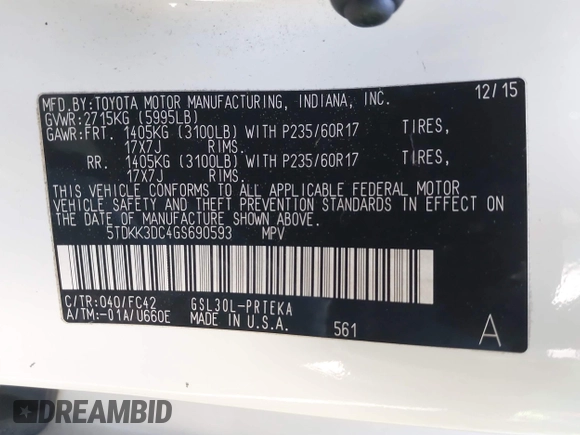 MFD.BY:TOYOTA MOTOR MANUFACTURING, INDIANA, INC. 12/15
GVWR:2715KG (5995LB)
GAWR:FRT. 1405KG (3100LB) WITH P235/60R17 TIRES,
17X7J RIMS.
RR. 1405KG (3100LB) WITH P235/60R17 TIRES,
17X7J RIMS.
THIS VEHICLE CONFORMS TO ALL APPLICABLE FEDERAL MOTOR
VEHICLE SAFETY AND THEFT PREVENTION STANDARDS IN EFFECT ON
THE DATE OF MANUFACTURE SHOWN ABOVE.
5TDKK3DC4GS690593 MPV
C/TR:040/FC42 GSL30L-PRTEKA
A/TM:-01A/U660E MADE IN U.S.A. 561 A
DREAMBID